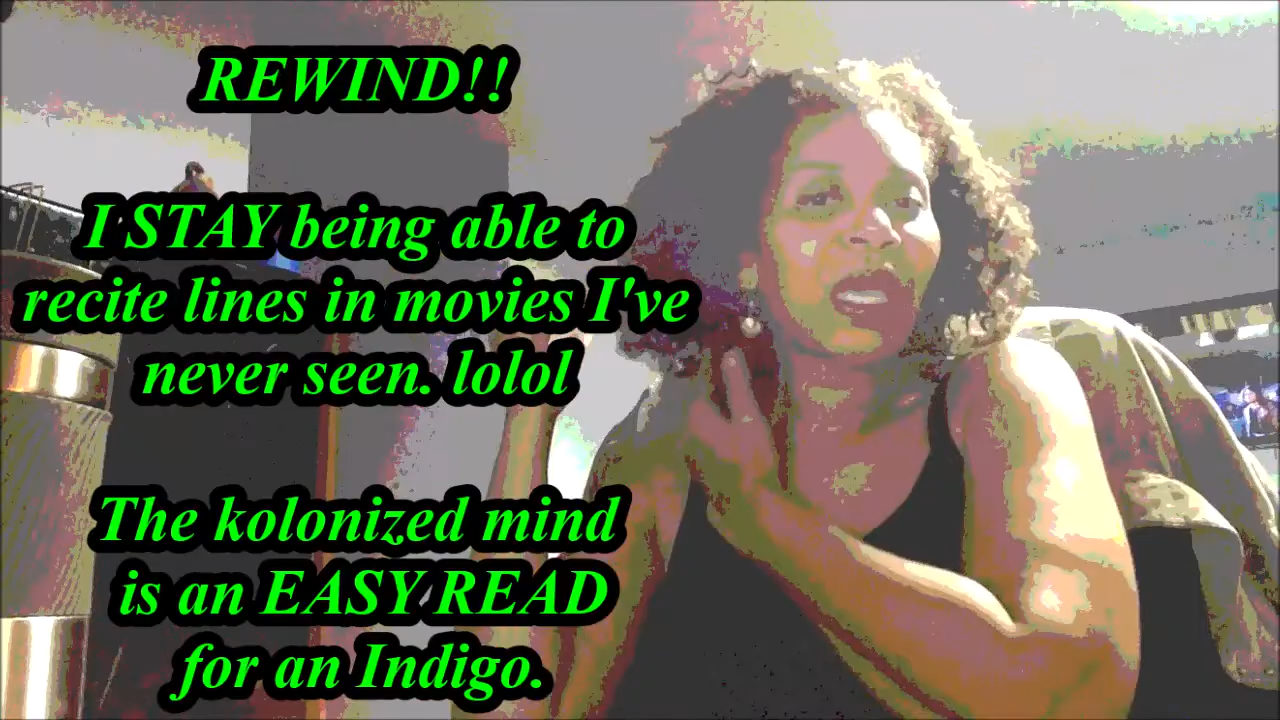 REWIND!!
I STAY being able to
recite lines in movies I've
never seen. lolol
The kolonized mind
is an EASY READ
for an Indigo.